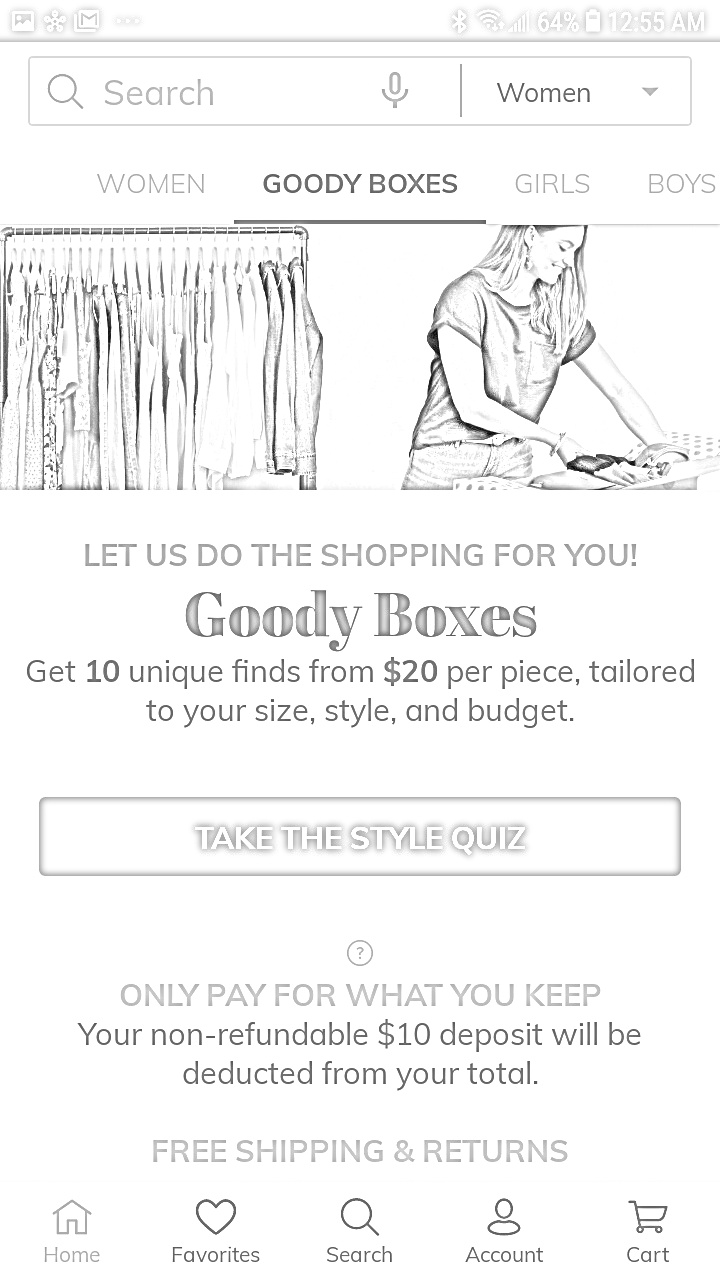 64% 12:55 AM
Search Women
WOMEN GOODY BOXES GIRLS BOYS
LET US DO THE SHOPPING FOR YOU!
Goody Boxes
Get 10 unique finds from $20 per piece, tailored
to your size, style, and budget.
TAKE THE STYLE QUIZ
?
ONLY PAY FOR WHAT YOU KEEP
Your non-refundable $10 deposit will be
deducted from your total.
FREE SHIPPING & RETURNS
Home Favorites Search Account Cart